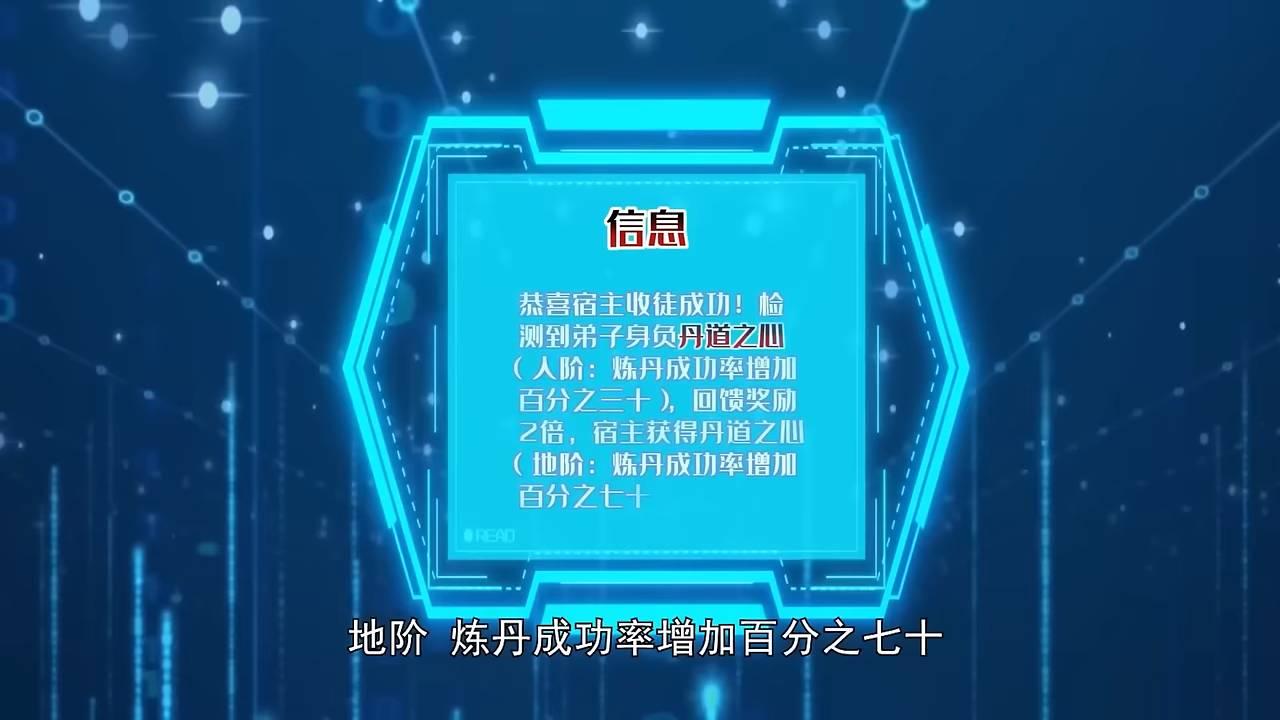 信息
恭喜宿主收徒成功！检
测到弟子身负丹道之心
（人阶：炼丹成功率增加
百分之三十），回馈奖励
2倍，宿主获得丹道之心
（地阶：炼丹成功率增加
百分之七十
READ
地阶 炼丹成功率增加百分之七十